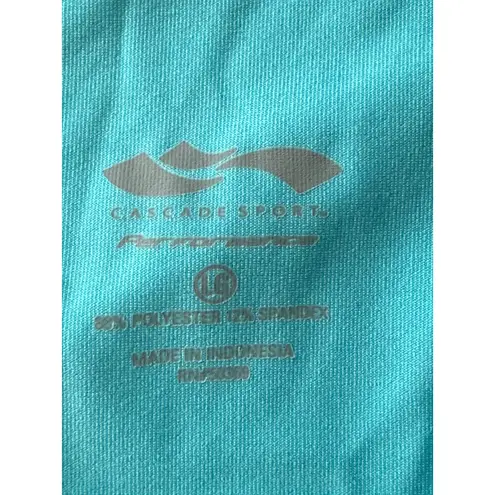 CASCADE SPORT
Performance
LG
88% POLYESTER 12% SPANDEX
MADE IN INDONESIA